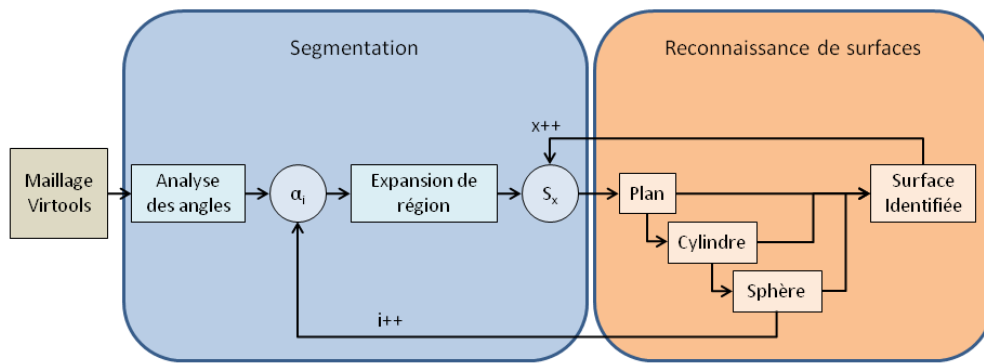 Segmentation
Reconnaissance de surfaces
x++
Maillage
Virtools
Analyse
des angles
αi
Expansion de
région
Sx
Plan
Surface
Identifiée
Cylindre
Sphère
i++